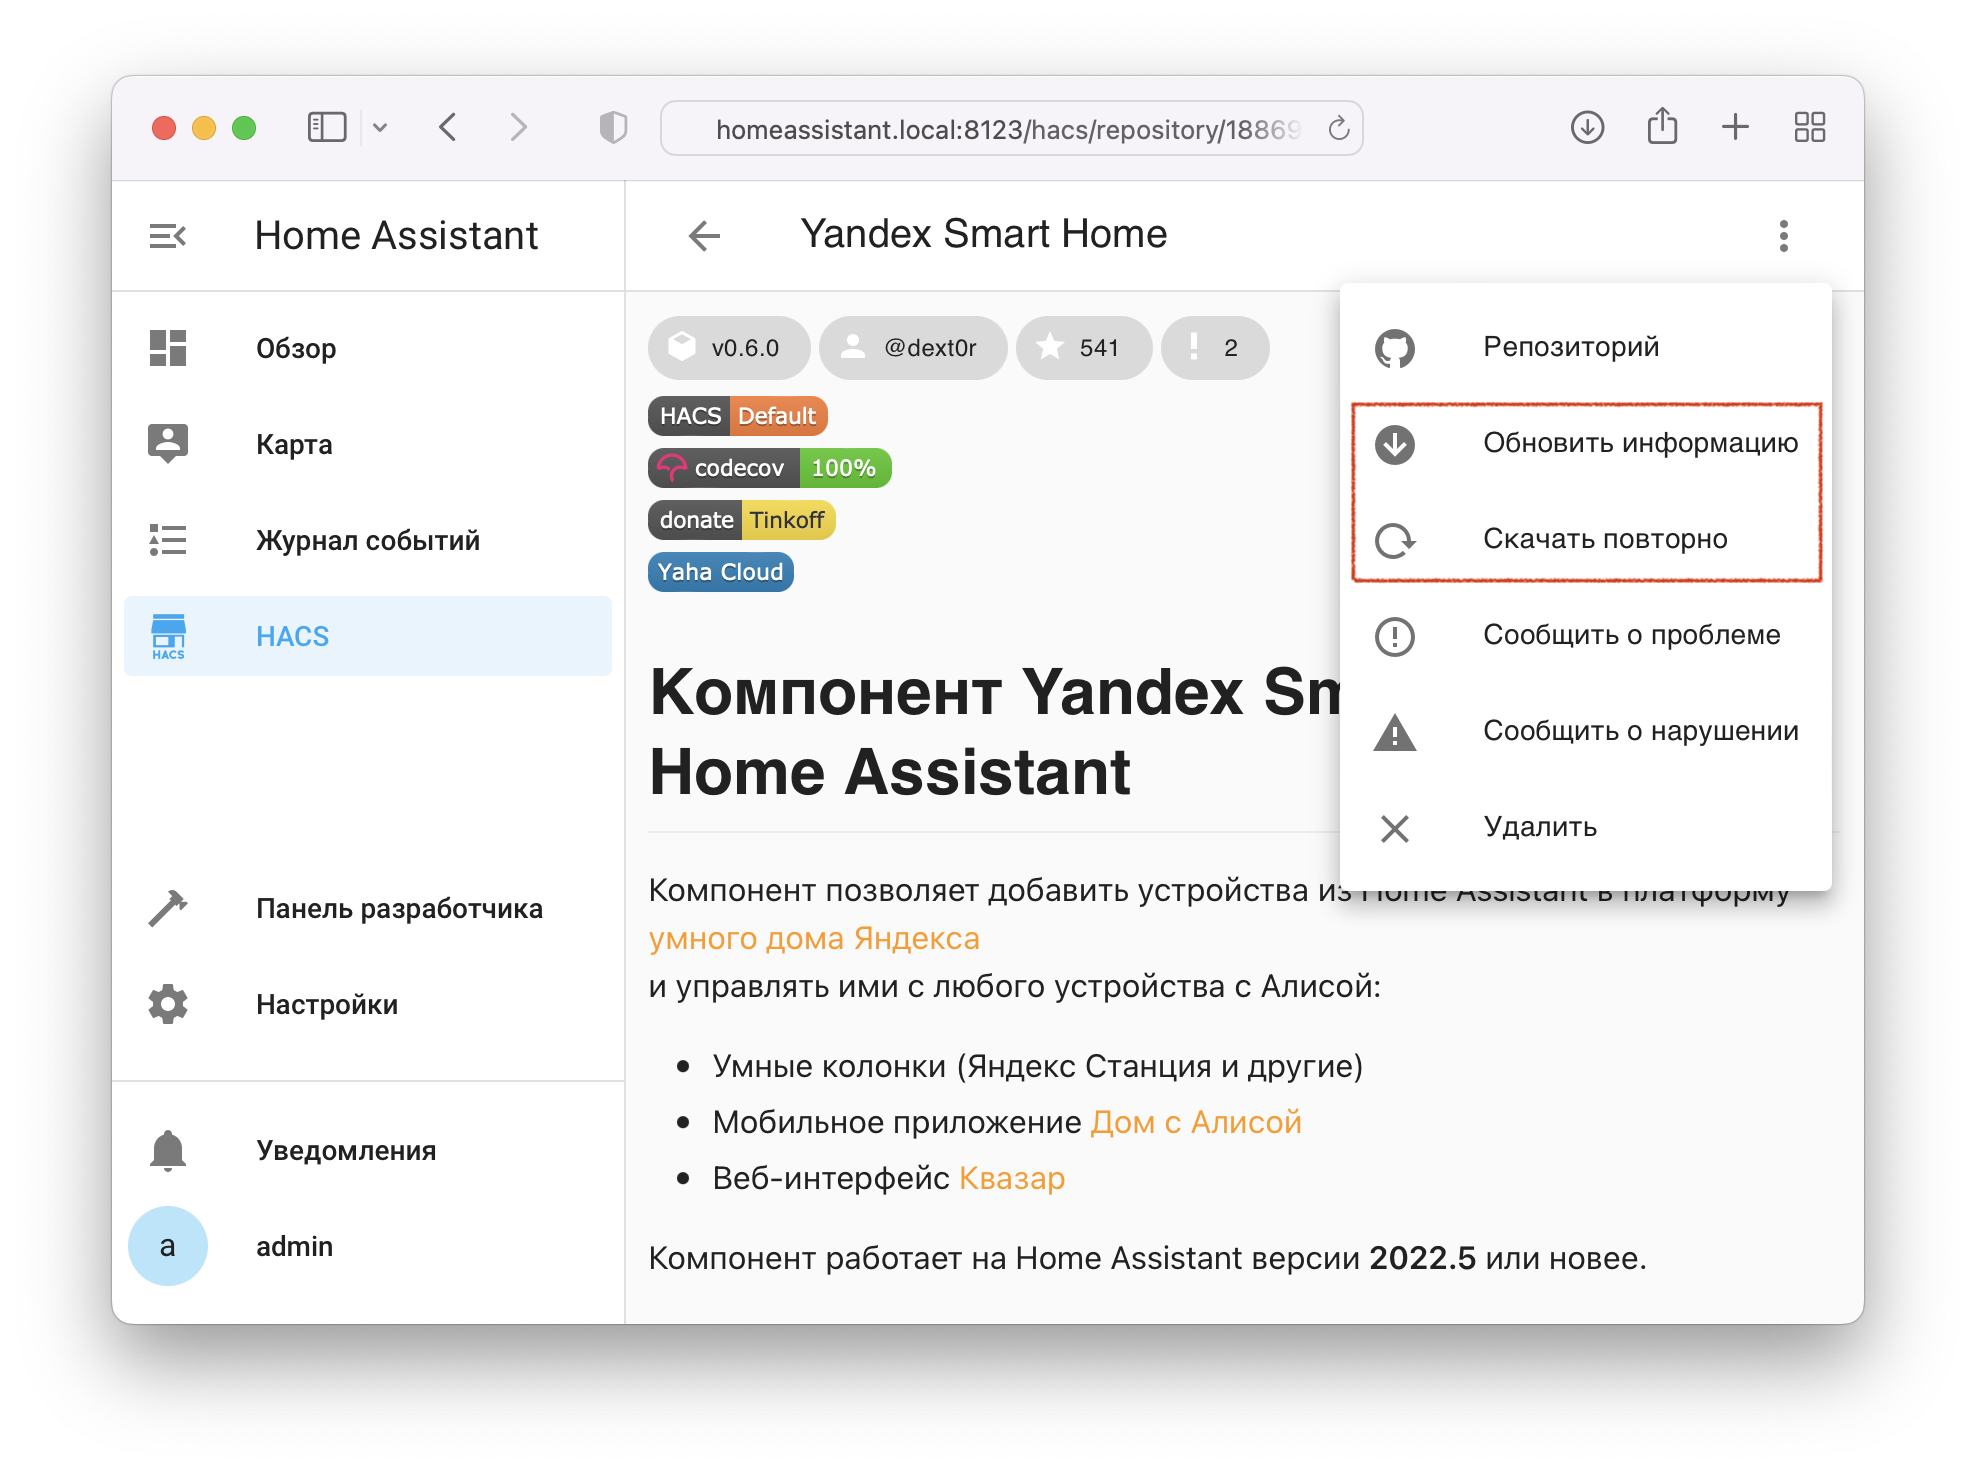 homeassistant.local:8123/hacs/repository/18869
Home Assistant
Yandex Smart Home
Обзор
Карта
Журнал событий
HACS
HACS
Панель разработчика
Настройки
Уведомления
a
admin
v0.6.0
@dext0r
541
2
HACS Default
codecov 100%
donate Tinkoff
Yaha Cloud
Компонент Yandex
Home Assistant
Компонент позволяет добавить устройства из Home Assistant в платформу
умного дома Яндекса
и управлять ими с любого устройства с Алисой:
Умные колонки (Яндекс Станция и другие)
Мобильное приложение Дом с Алисой
Веб-интерфейс Квазар
Компонент работает на Home Assistant версии 2022.5 или новее.
Репозиторий
Обновить информацию
Скачать повторно
Сообщить о проблеме
Сообщить о нарушении
Удалить